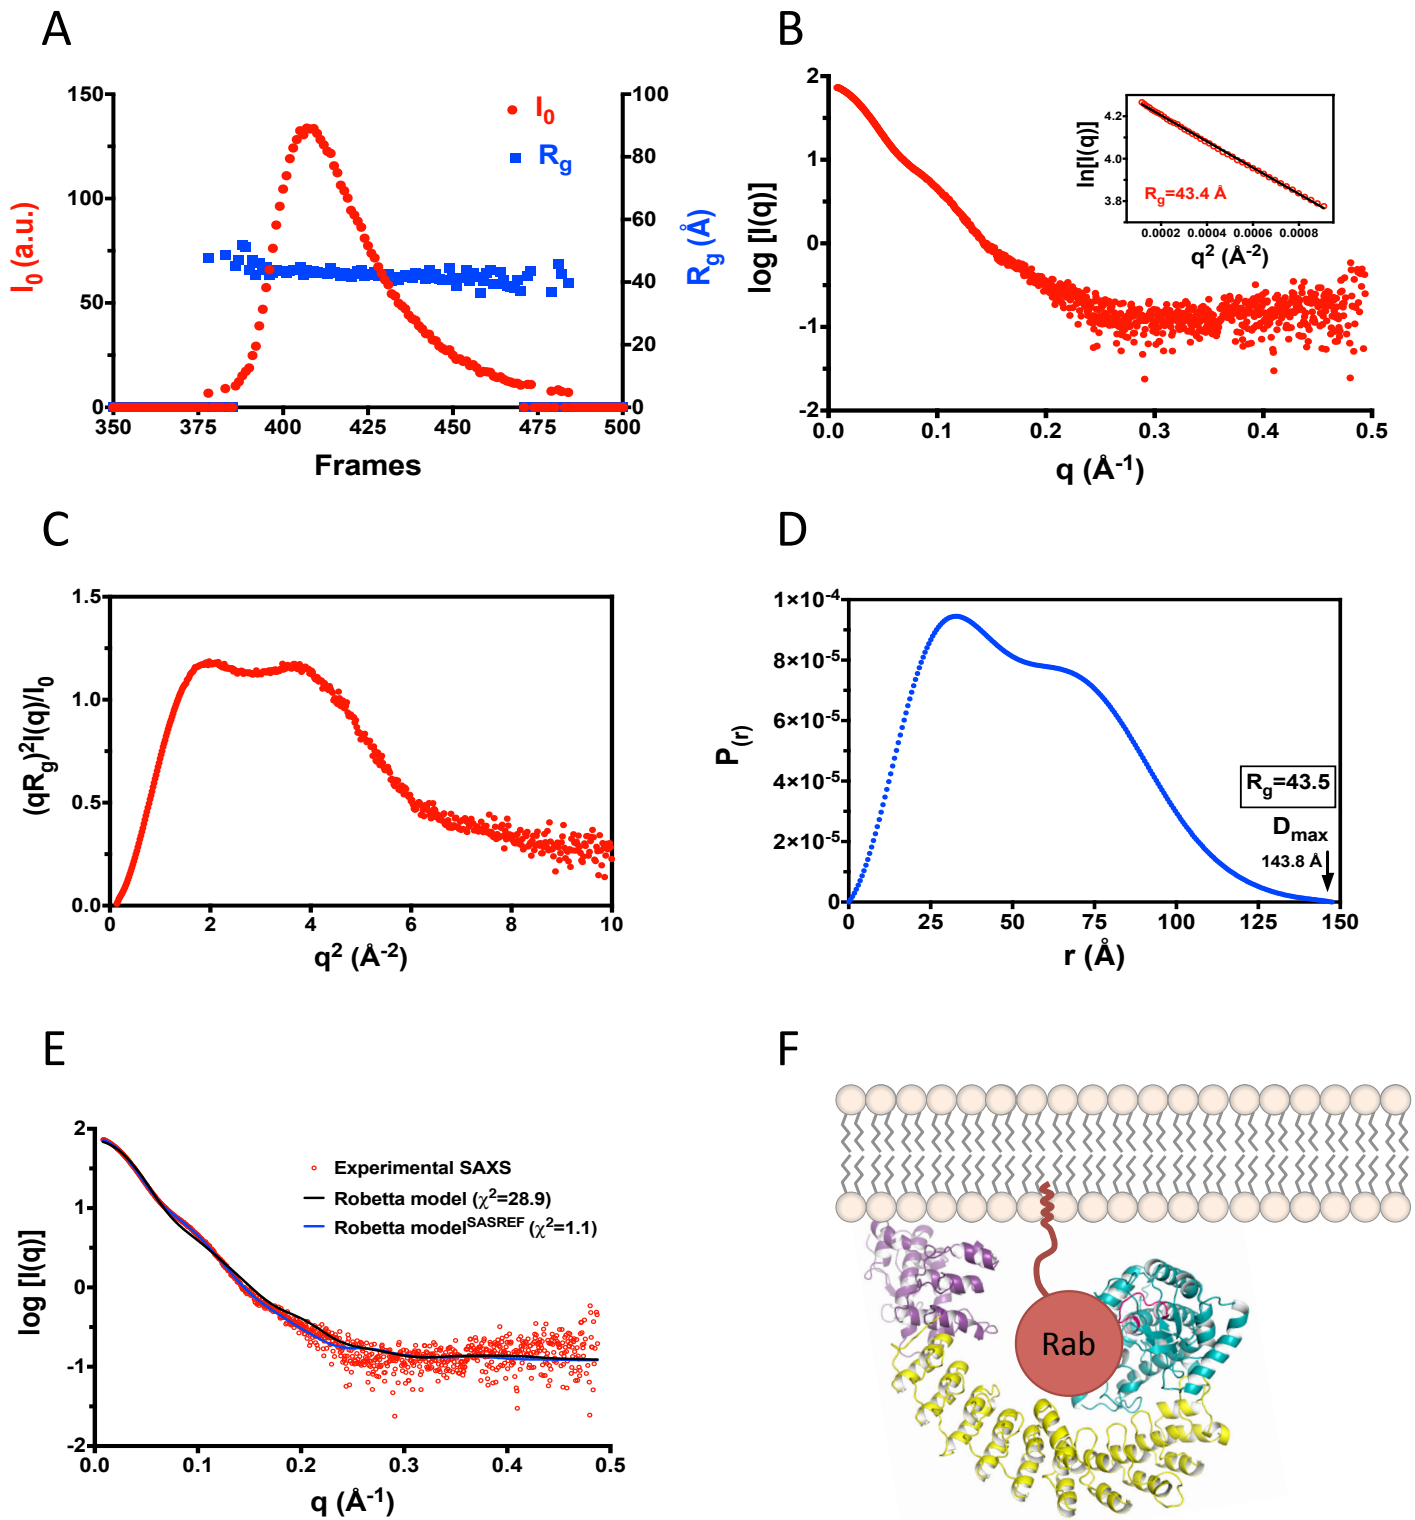 A
I0
Rg
150
100
50
0
100
80
60
40
20
0
350 375 400 425 450 475 500
I0 (a.u.)
Rg (Å)
Frames
B
2
1
0
-1
-2
0.0 0.1 0.2 0.3 0.4 0.5
log [I(q)]
q (Å-1)
4.2
4.0
3.8
ln[I(q)]
Rg=43.4 Å
0.0002 0.0004 0.0006 0.0008
q2 (Å-2)
C
1.5
1.0
0.5
0.0
0 2 4 6 8 10
(qRg)2I(q)/I0
q2 (Å-2)
D
1×10-4
8×10-5
6×10-5
4×10-5
2×10-5
0
0 25 50 75 100 125 150
P(r)
r (Å)
Rg=43.5
Dmax
143.8 Å
E
2
1
0
-1
-2
0.0 0.1 0.2 0.3 0.4 0.5
log [I(q)]
q (Å-1)
Experimental SAXS
Robetta model (χ2=28.9)
Robetta modelSASREF (χ2=1.1)
F
Rab